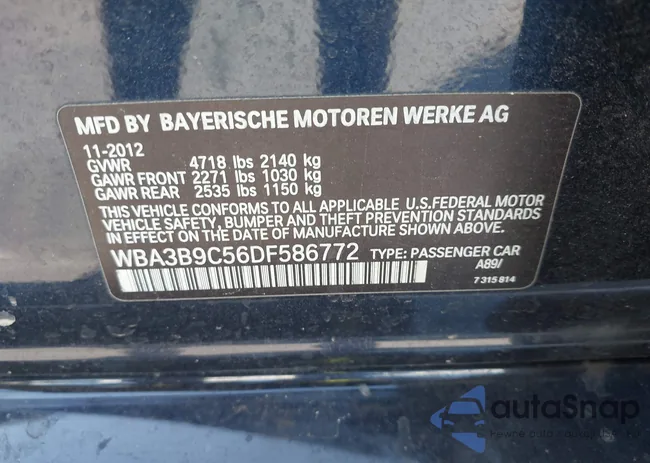 MFD BY BAYERISCHE MOTOREN WERKE AG
11-2012
GVWR 4718 lbs 2140 kg
GAWR FRONT 2271 lbs 1030 kg
GAWR REAR 2535 lbs 1150 kg
THIS VEHICLE CONFORMS TO ALL APPLICABLE U.S.FEDERAL MOTOR
VEHICLE SAFETY, BUMPER AND THEFT PREVENTION STANDARDS
IN EFFECT ON THE DATE OF MANUFACTURE SHOWN ABOVE.
WBA3B9C56DF586772 TYPE: PASSENGER CAR
A89/
7 315 814
autaSnap
Pewne auto